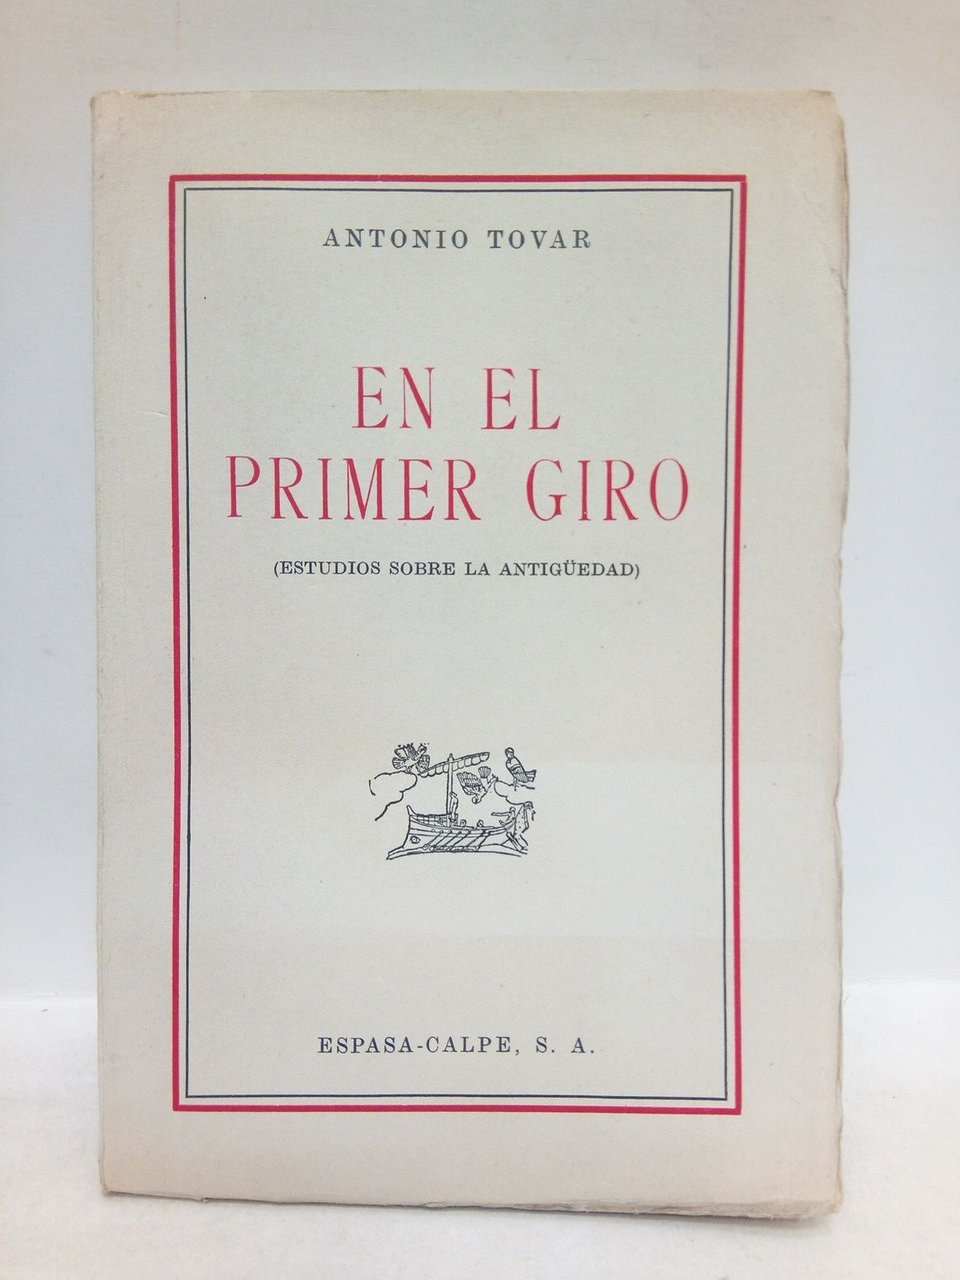 ANTONIO TOVAR
EN EL
PRIMER GIRO
(ESTUDIOS SOBRE LA ANTIGÜEDAD)
ESPASA-CALPE, S. A.